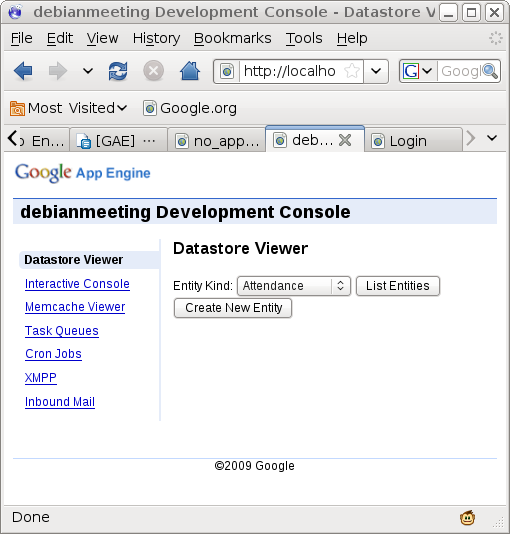 debianmeeting Development Console - Datastore V
File Edit View History Bookmarks Tools Help
http://localho
G Googl
Most Visited Google.org
o En... [GAE] ... no_app... deb... Login
Google App Engine
debianmeeting Development Console
Datastore Viewer
Interactive Console
Memcache Viewer
Task Queues
Cron Jobs
XMPP
Inbound Mail
Datastore Viewer
Entity Kind: Attendance List Entities
Create New Entity
©2009 Google
Done